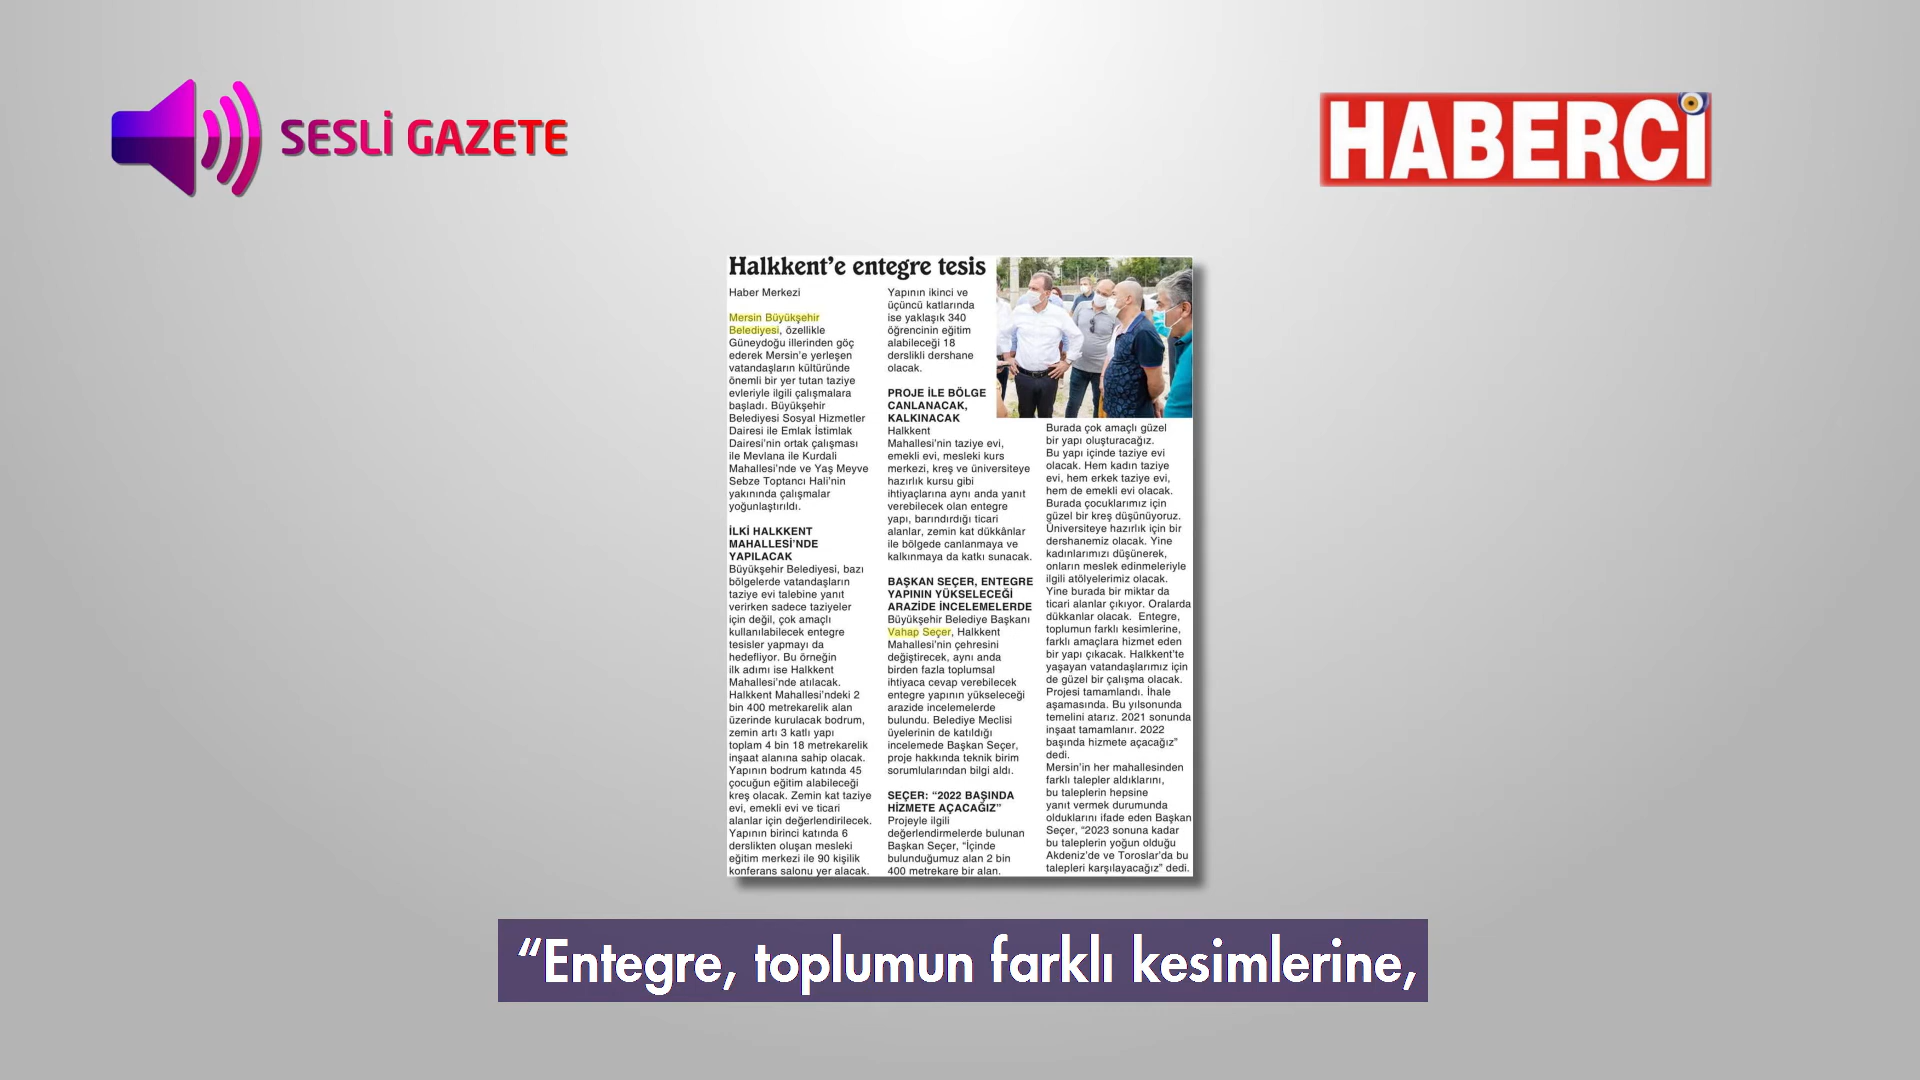 SESLİ GAZETE
HABERCİ
Halkkent’e entegre tesis
Haber Merkezi
Mersin Büyükşehir
Belediyesi, özellikle
Güneydoğu illerinden göç
ederek Mersin’e yerleşen
vatandaşların kültüründe
önemli bir yer tutan taziye
evleriyle ilgili çalışmalara
başladı. Büyükşehir
Belediyesi Sosyal Hizmetler
Dairesi ile Emlak İstimlak
Dairesi’nin ortak çalışması
ile Mevlana ile Kurdali
Mahallesi’nde ve Yaş Meyve
Sebze Toptancı Hali’nin
yakınında çalışmalar
yoğunlaştırıldı.
İLKİ HALKKENT
MAHALLESİ’NDE
YAPILACAK
Büyükşehir Belediyesi, bazı
bölgelerde vatandaşların
taziye evi talebine yanıt
verirken sadece taziyeler
için değil, çok amaçlı
kullanılabilecek entegre
tesisler yapmayı da
hedefliyor. Bu örneğin
ilk adımı ise Halkkent
Mahallesi’nde atılacak.
Halkkent Mahallesi’ndeki 2
bin 400 metrekarelik alan
üzerinde kurulacak bodrum,
zemin artı 3 katlı yapı
toplam 4 bin 18 metrekarelik
inşaat alanına sahip olacak.
Yapının bodrum katında 45
çocuğun eğitim alabileceği
kreş olacak. Zemin kat taziye
evi, emekli evi ve ticari
alanlar için değerlendirilecek.
Yapının birinci katında 6
derslikten oluşan mesleki
eğitim merkezi ile 90 kişilik
konferans salonu yer alacak.
Yapının ikinci ve
üçüncü katlarında
ise yaklaşık 340
öğrencinin eğitim
alabileceği 18
derslikli dershane
olacak.
PROJE İLE BÖLGE
CANLANACAK,
KALKINACAK
Halkkent
Mahallesi’nin taziye evi,
emekli evi, mesleki kurs
merkezi, kreş ve üniversiteye
hazırlık kursu gibi
ihtiyaçlarına aynı anda yanıt
verebilecek olan entegre
yapı, barındırdığı ticari
alanlar, zemin kat dükkânlar
ile bölgede canlanmaya ve
kalkınmaya da katkı sunacak.
BAŞKAN SEÇER, ENTEGRE
YAPININ YÜKSELECEĞİ
ARAZİDE İNCELEMELERDE
Büyükşehir Belediye Başkanı
Vahap Seçer, Halkkent
Mahallesi’nin çehresini
değiştirecek, aynı anda
birden fazla toplumsal
ihtiyaca cevap verebilecek
entegre yapının yükseleceği
arazide incelemelerde
bulundu. Belediye Meclisi
üyelerinin de katıldığı
incelemede Başkan Seçer,
proje hakkında teknik birim
sorumlularından bilgi aldı.
SEÇER: “2022 BAŞINDA
HİZMETE AÇACAĞIZ”
Projeyle ilgili
değerlendirmelerde bulunan
Başkan Seçer, “İçinde
bulunduğumuz alan 2 bin
400 metrekare bir alan.
Burada çok amaçlı güzel
bir yapı oluşturacağız.
Bu yapı içinde taziye evi
olacak. Hem kadın taziye
evi, hem erkek taziye evi,
hem de emekli evi olacak.
Burada çocuklarımız için
güzel bir kreş düşünüyoruz.
Üniversiteye hazırlık için bir
dershanemiz olacak. Yine
kadınlarımızı düşünerek,
onların meslek edinmeleriyle
ilgili atölyelerimiz olacak.
Yine burada bir miktar da
ticari alanlar çıkıyor. Oralarda
dükkanlar olacak. Entegre,
toplumun farklı kesimlerine,
farklı amaçlara hizmet eden
bir yapı çıkacak. Halkkent’te
yaşayan vatandaşlarımız için
de güzel bir çalışma olacak.
Projesi tamamlandı. İhale
aşamasında. Bu yılsonunda
temelini atarız. 2021 sonunda
inşaat tamamlanır. 2022
başında hizmete açacağız”
dedi.
Mersin’in her mahallesinden
farklı talepler aldıklarını,
bu taleplerin hepsine
yanıt vermek durumunda
olduklarını ifade eden Başkan
Seçer, “2023 sonuna kadar
bu taleplerin yoğun olduğu
Akdeniz’de ve Toroslar’da bu
talepleri karşılayacağız” dedi.
“Entegre, toplumun farklı kesimlerine,